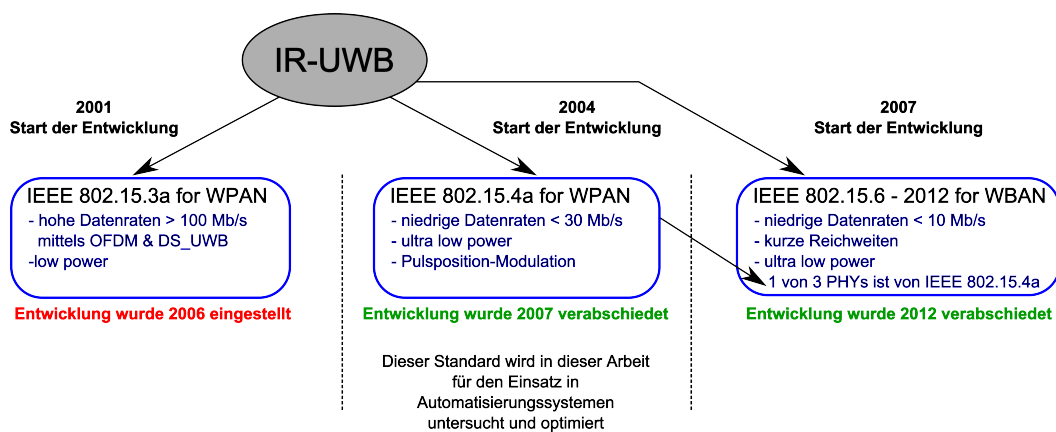 IR-UWB
2001
Start der Entwicklung
IEEE 802.15.3a for WPAN
- hohe Datenraten > 100 Mb/s
mittels OFDM & DS_UWB
-low power
Entwicklung wurde 2006 eingestellt
2004
Start der Entwicklung
IEEE 802.15.4a for WPAN
- niedrige Datenraten < 30 Mb/s
- ultra low power
- Pulsposition-Modulation
Entwicklung wurde 2007 verabschiedet
Dieser Standard wird in dieser Arbeit
für den Einsatz in
Automatisierungssystemen
untersucht und optimiert
2007
Start der Entwicklung
IEEE 802.15.6 - 2012 for WBAN
- niedrige Datenraten < 10 Mb/s
- kurze Reichweiten
- ultra low power
- 1 von 3 PHYs ist von IEEE 802.15.4a
Entwicklung wurde 2012 verabschiedet